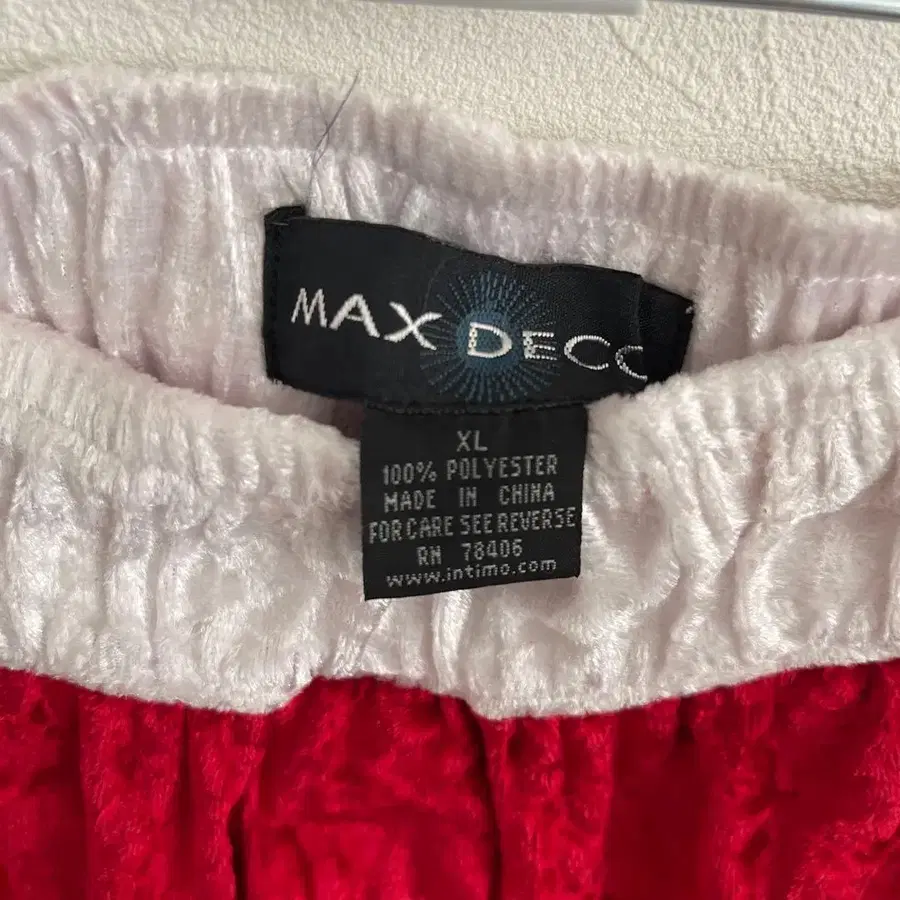 MAX DECO
XL
100% POLYESTER
MADE IN CHINA
FOR CARE SEE REVERSE
RN 78406
www.intimo.com